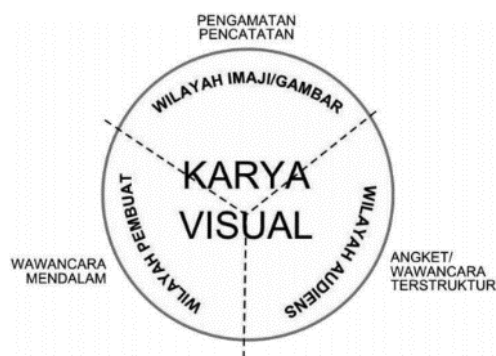 PENGAMATAN
PENCATATAN
WILAYAH IMAJI/GAMBAR
KARYA
VISUAL
WILAYAH PEMBUAT
WILAYAH AUDIENS
WAWANCARA
MENDALAM
ANGKET/
WAWANCARA
TERSTRUKTUR